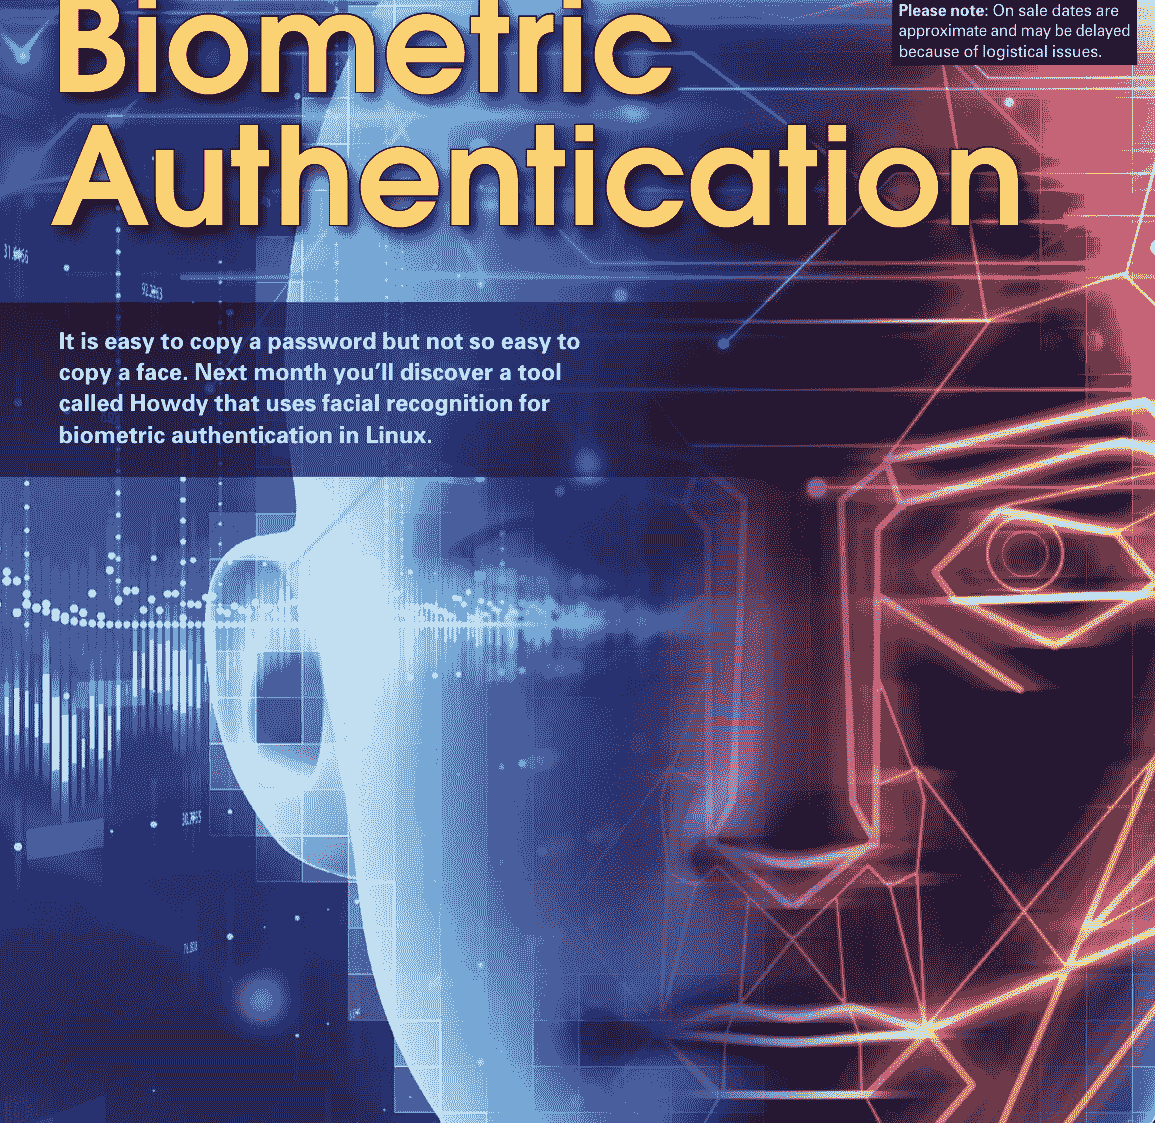 Biometric
Authentication
Please note: On sale dates are
approximate and may be delayed
because of logistical issues.
It is easy to copy a password but not so easy to
copy a face. Next month you’ll discover a tool
called Howdy that uses facial recognition for
biometric authentication in Linux.